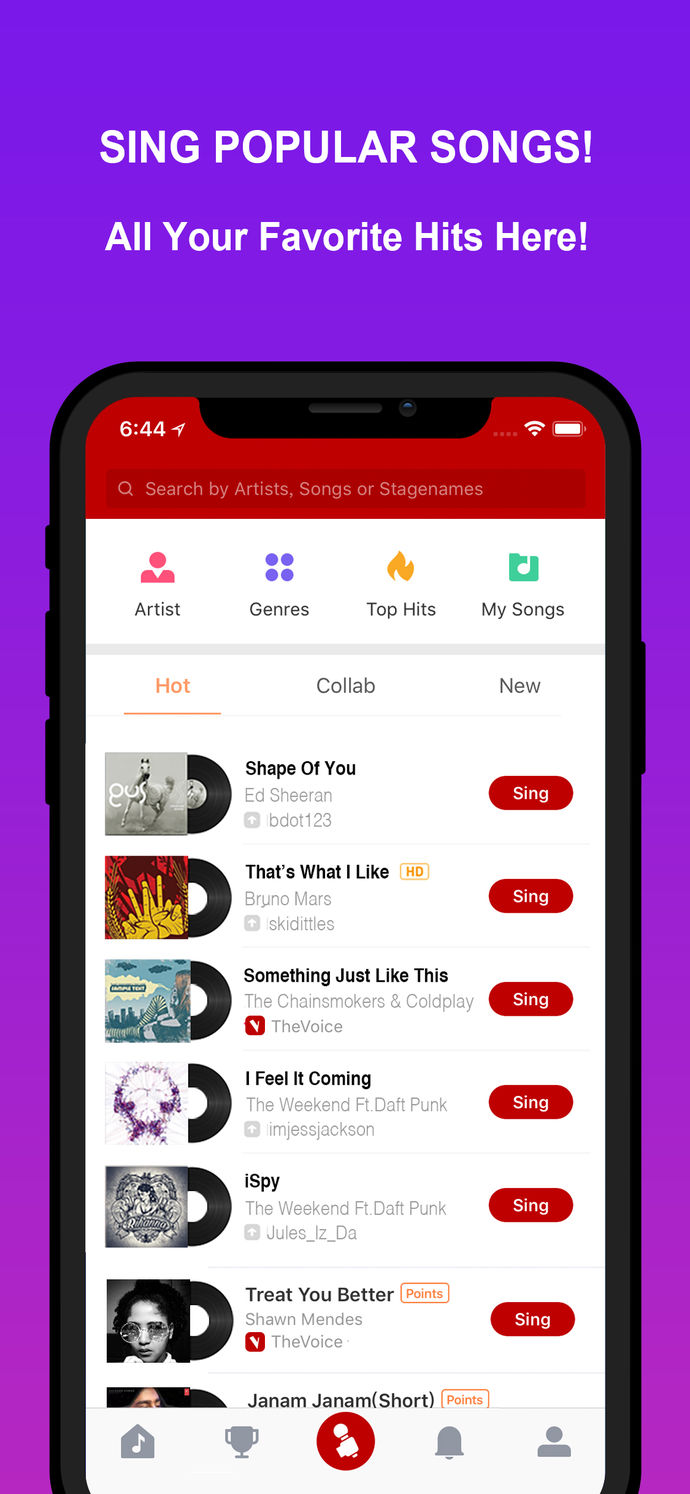 SING POPULAR SONGS!
All Your Favorite Hits Here!
6:44
Search by Artists, Songs or Stagenames
Artist
Genres
Top Hits
My Songs
Hot
Collab
New
gus
Shape Of You
Ed Sheeran
bdot123
Sing
That's What I Like HD
Bruno Mars
skidittles
Sing
SAMPLE TEXT
Something Just Like This
The Chainsmokers & Coldplay
TheVoice
Sing
I Feel It Coming
The Weekend Ft.Daft Punk
imjessjackson
Sing
Rihanna
iSpy
The Weekend Ft.Daft Punk
Jules_Iz_Da
Sing
Treat You Better Points
Shawn Mendes
TheVoice
Sing
Janam Janam(Short) Points